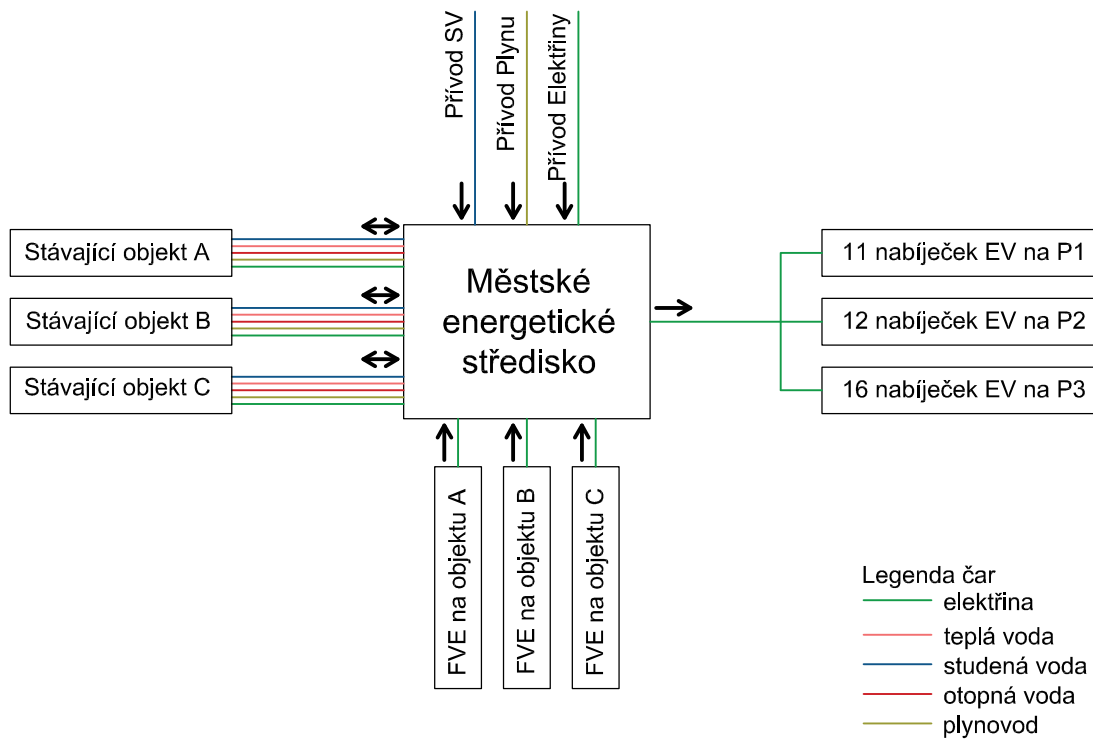 Přívod SV
Přívod Plynu
Přívod Elektřiny
Stávající objekt A
Stávající objekt B
Stávající objekt C
Městské
energetické
středisko
11 nabíječek EV na P1
12 nabíječek EV na P2
16 nabíječek EV na P3
FVE na objektu A
FVE na objektu B
FVE na objektu C
Legenda čar
elektřina
teplá voda
studená voda
otopná voda
plynovod